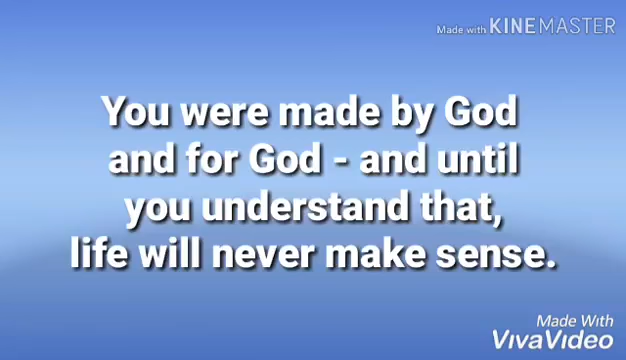 Made with KINEMASTER
You were made by God
and for God - and until
you understand that,
life will never make sense.
Made With
VivaVideo